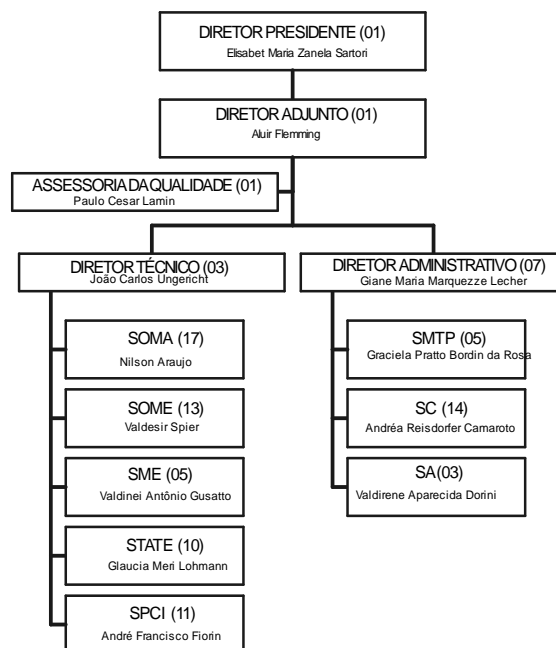 DIRETOR PRESIDENTE (01)
Elisabet Maria Zanela Sartori
DIRETOR ADJUNTO (01)
Aluir Flemming
ASSESSORIA DA QUALIDADE (01)
Paulo Cesar Lamin
DIRETOR TÉCNICO (03)
João Carlos Ungericht
DIRETOR ADMINISTRATIVO (07)
Giane Maria Marquezze Lecher
SOMA (17)
Nilson Araujo
SOME (13)
Valdesir Spier
SME (05)
Valdinei Antônio Gusatto
STATE (10)
Glaucia Meri Lohmann
SPCI (11)
André Francisco Fiorin
SMTP (05)
Graciela Pratto Bordin da Rosa
SC (14)
Andréa Reisdorfer Camaroto
SA(03)
Valdirene Aparecida Dorini